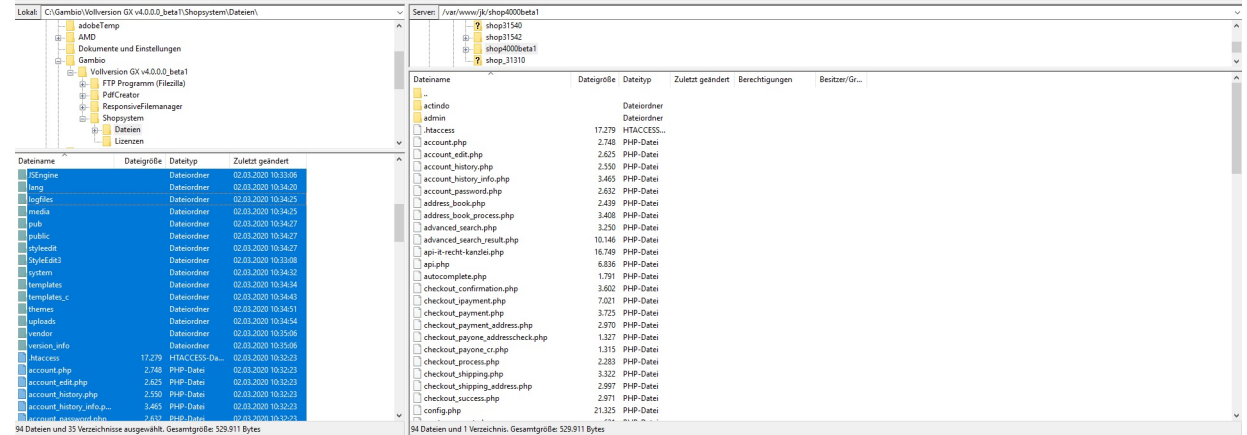 Lokal: C:\Gambio\Vollversion GX v4.0.0.0_beta1\Shopsystem\Dateien\
adobeTemp
AMD
Dokumente und Einstellungen
Gambio
Vollversion GX v4.0.0.0_beta1
FTP Programm (Filezilla)
PdfCreator
ResponsiveFilemanager
Shopsystem
Dateien
Lizenzen
Dateiname Dateigröße Dateityp Zuletzt geändert
JSEngine Dateiordner 02.03.2020 10:33:06
lang Dateiordner 02.03.2020 10:34:20
logfiles Dateiordner 02.03.2020 10:34:25
media Dateiordner 02.03.2020 10:34:25
pub Dateiordner 02.03.2020 10:34:27
public Dateiordner 02.03.2020 10:34:27
styleedit Dateiordner 02.03.2020 10:34:27
StyleEdit3 Dateiordner 02.03.2020 10:33:08
system Dateiordner 02.03.2020 10:34:32
templates Dateiordner 02.03.2020 10:34:34
templates_c Dateiordner 02.03.2020 10:34:43
themes Dateiordner 02.03.2020 10:34:51
uploads Dateiordner 02.03.2020 10:34:54
vendor Dateiordner 02.03.2020 10:35:06
version_info Dateiordner 02.03.2020 10:35:06
.htaccess 17.279 HTACCESS-Da... 02.03.2020 10:32:23
account.php 2.748 PHP-Datei 02.03.2020 10:32:23
account_edit.php 2.625 PHP-Datei 02.03.2020 10:32:23
account_history.php 2.550 PHP-Datei 02.03.2020 10:32:23
account_history_info.p... 3.465 PHP-Datei 02.03.2020 10:32:23
account_password.php 2.632 PHP-Datei 02.03.2020 10:32:23
94 Dateien und 35 Verzeichnisse ausgewählt. Gesamtgröße: 529.911 Bytes
Server: /var/www/jk/shop4000beta1
shop31540
shop31542
shop4000beta1
shop_31310
Dateiname Dateigröße Dateityp Zuletzt geändert Berechtigungen Besitzer/Gr...
..
actindo Dateiordner
admin Dateiordner
.htaccess 17.279 HTACCESS...
account.php 2.748 PHP-Datei
account_edit.php 2.625 PHP-Datei
account_history.php 2.550 PHP-Datei
account_history_info.php 3.465 PHP-Datei
account_password.php 2.632 PHP-Datei
address_book.php 2.439 PHP-Datei
address_book_process.php 3.408 PHP-Datei
advanced_search.php 3.250 PHP-Datei
advanced_search_result.php 10.146 PHP-Datei
api-it-recht-kanzlei.php 16.749 PHP-Datei
api.php 6.836 PHP-Datei
autocomplete.php 1.791 PHP-Datei
checkout_confirmation.php 3.602 PHP-Datei
checkout_ipayment.php 7.021 PHP-Datei
checkout_payment.php 3.725 PHP-Datei
checkout_payment_address.php 2.970 PHP-Datei
checkout_payone_addresscheck.php 1.327 PHP-Datei
checkout_payone_cr.php 1.315 PHP-Datei
checkout_process.php 2.283 PHP-Datei
checkout_shipping.php 3.322 PHP-Datei
checkout_shipping_address.php 2.997 PHP-Datei
checkout_success.php 2.971 PHP-Datei
config.php 21.325 PHP-Datei
94 Dateien und 1 Verzeichnis. Gesamtgröße: 529.911 Bytes